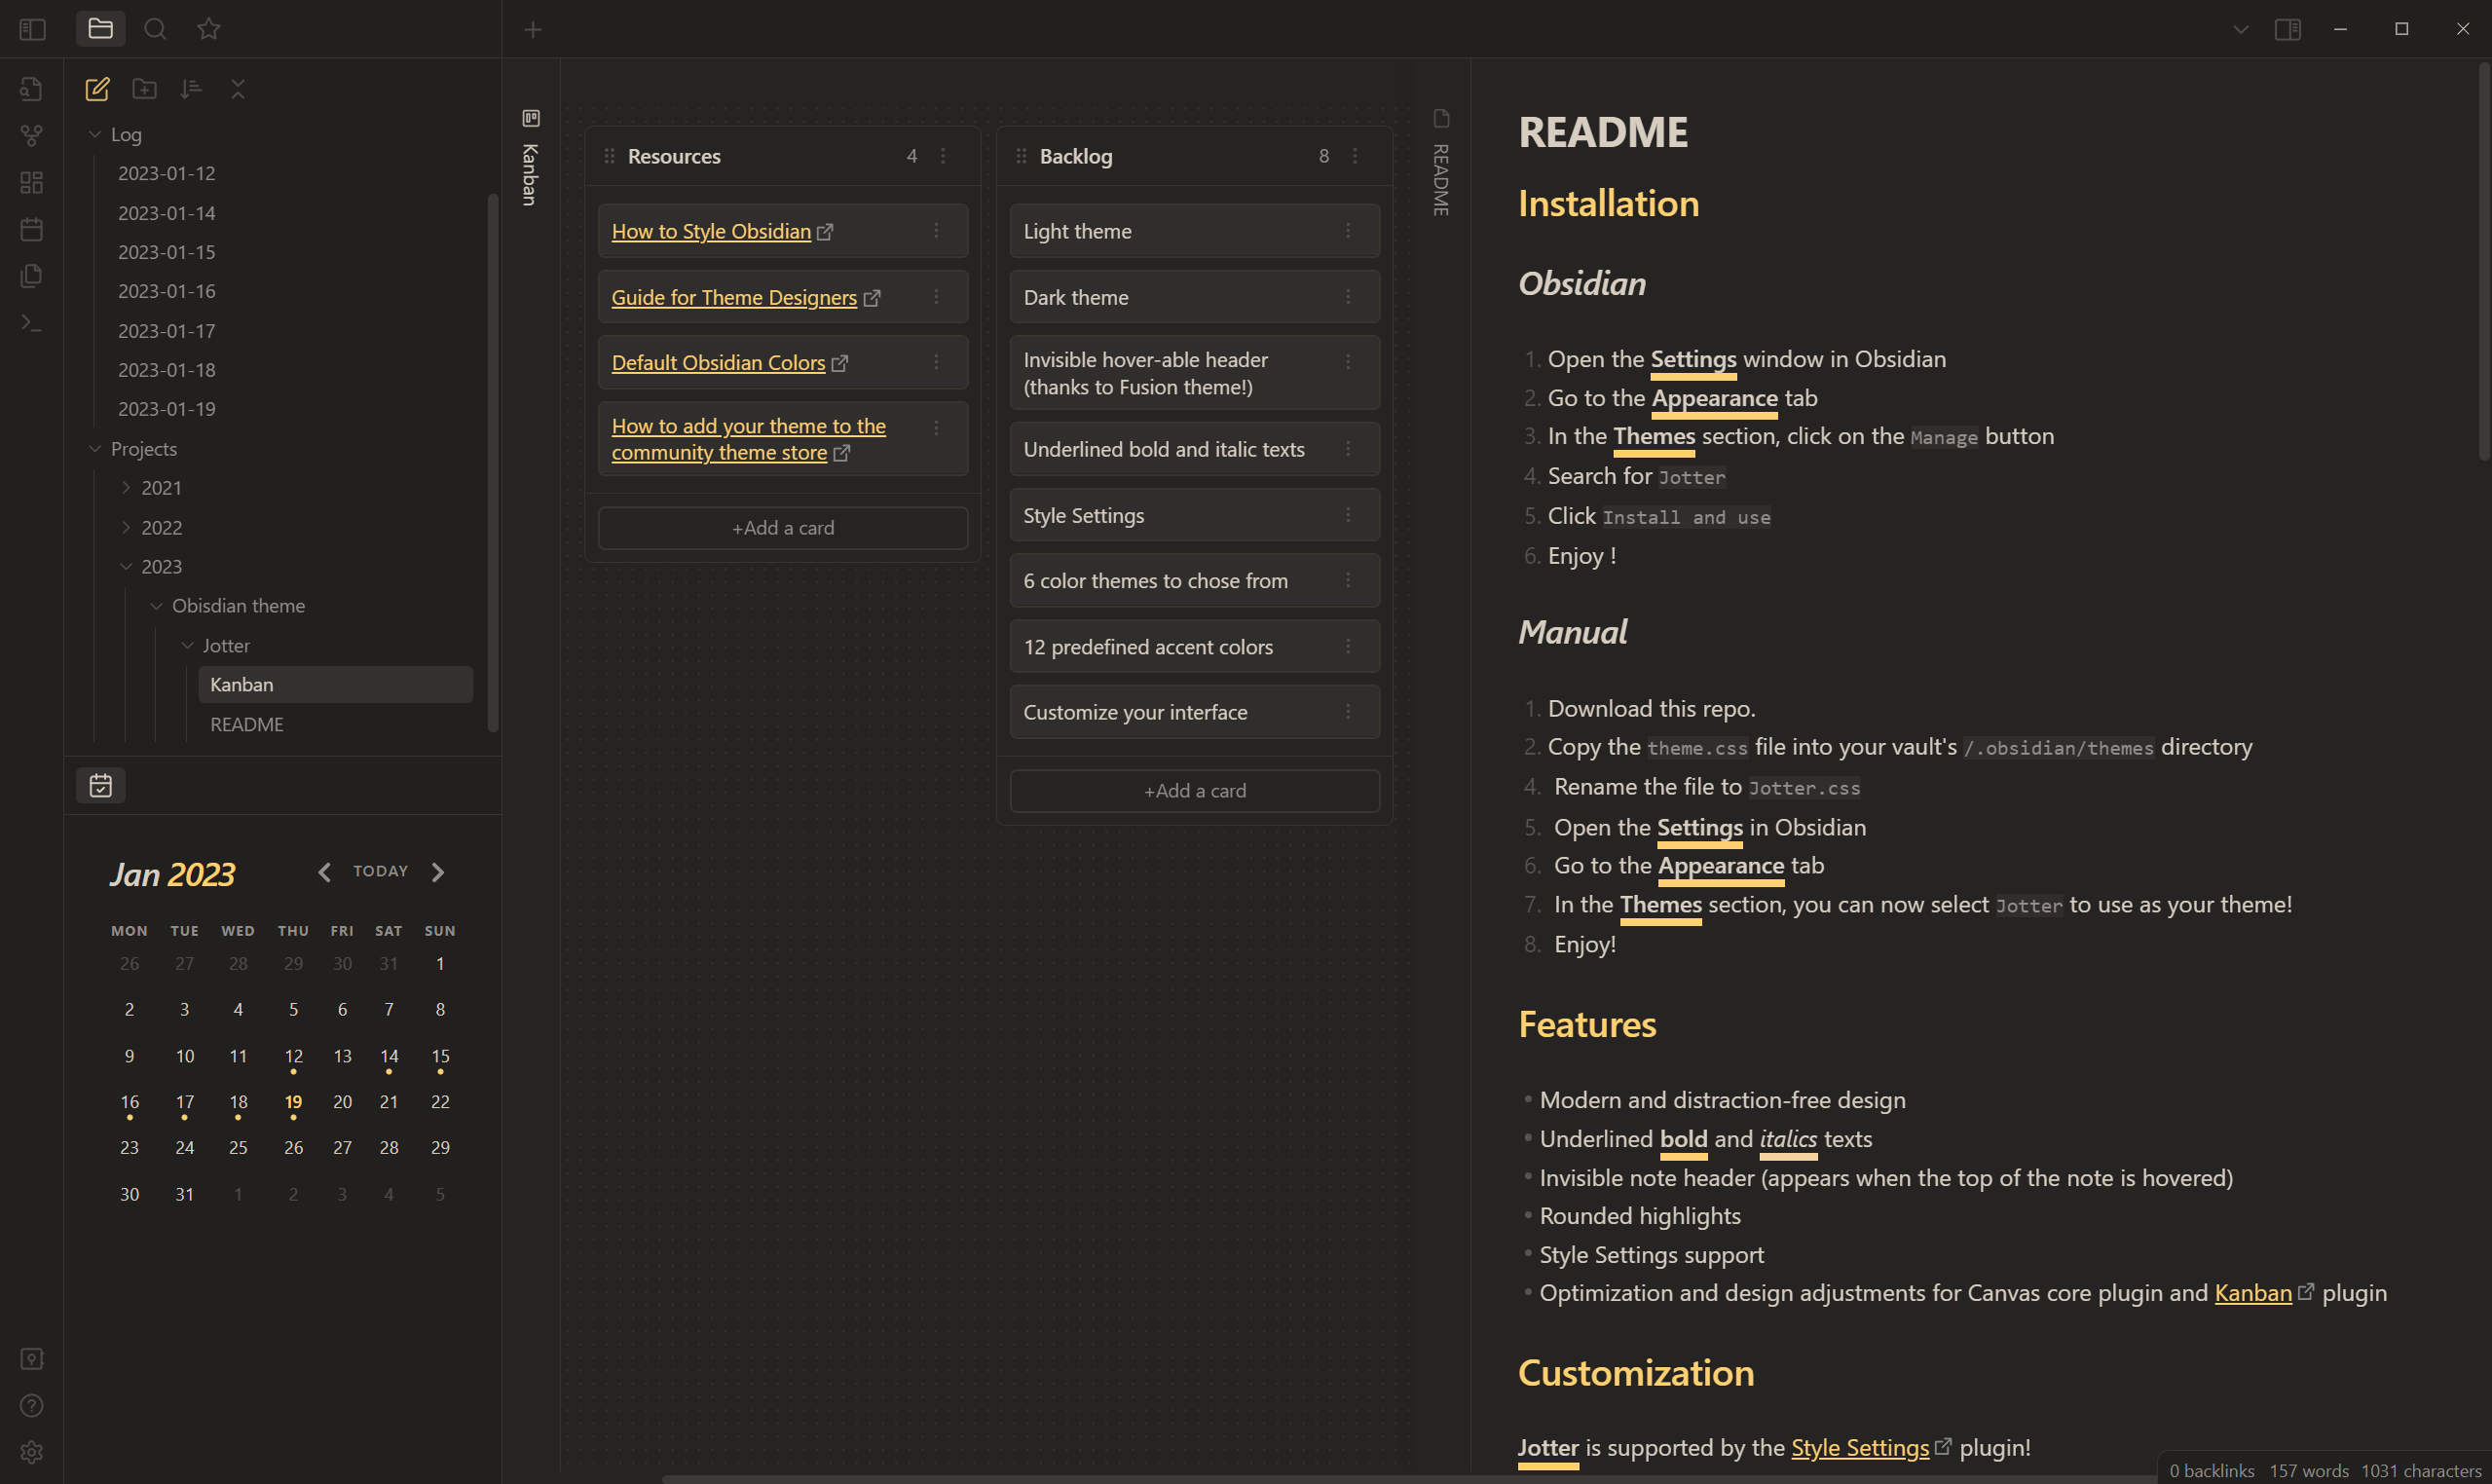 Log
2023-01-12
2023-01-14
2023-01-15
2023-01-16
2023-01-17
2023-01-18
2023-01-19
Projects
2021
2022
2023
Obisdian theme
Jotter
Kanban
README
Jan 2023
TODAY
MON TUE WED THU FRI SAT SUN
26 27 28 29 30 31 1
2 3 4 5 6 7 8
9 10 11 12 13 14 15
16 17 18 19 20 21 22
23 24 25 26 27 28 29
30 31 1 2 3 4 5
Kanban
Resources 4
How to Style Obsidian
Guide for Theme Designers
Default Obsidian Colors
How to add your theme to the
community theme store
+Add a card
Backlog 8
Light theme
Dark theme
Invisible hover-able header
(thanks to Fusion theme!)
Underlined bold and italic texts
Style Settings
6 color themes to chose from
12 predefined accent colors
Customize your interface
+Add a card
README
README
Installation
Obsidian
1. Open the Settings window in Obsidian
2. Go to the Appearance tab
3. In the Themes section, click on the Manage button
4. Search for Jotter
5. Click Install and use
6. Enjoy !
Manual
1. Download this repo.
2. Copy the theme.css file into your vault's /.obsidian/themes directory
4. Rename the file to Jotter.css
5. Open the Settings in Obsidian
6. Go to the Appearance tab
7. In the Themes section, you can now select Jotter to use as your theme!
8. Enjoy!
Features
• Modern and distraction-free design
• Underlined bold and italics texts
• Invisible note header (appears when the top of the note is hovered)
• Rounded highlights
• Style Settings support
• Optimization and design adjustments for Canvas core plugin and Kanban plugin
Customization
Jotter is supported by the Style Settings plugin!
0 backlinks 157 words 1031 characters